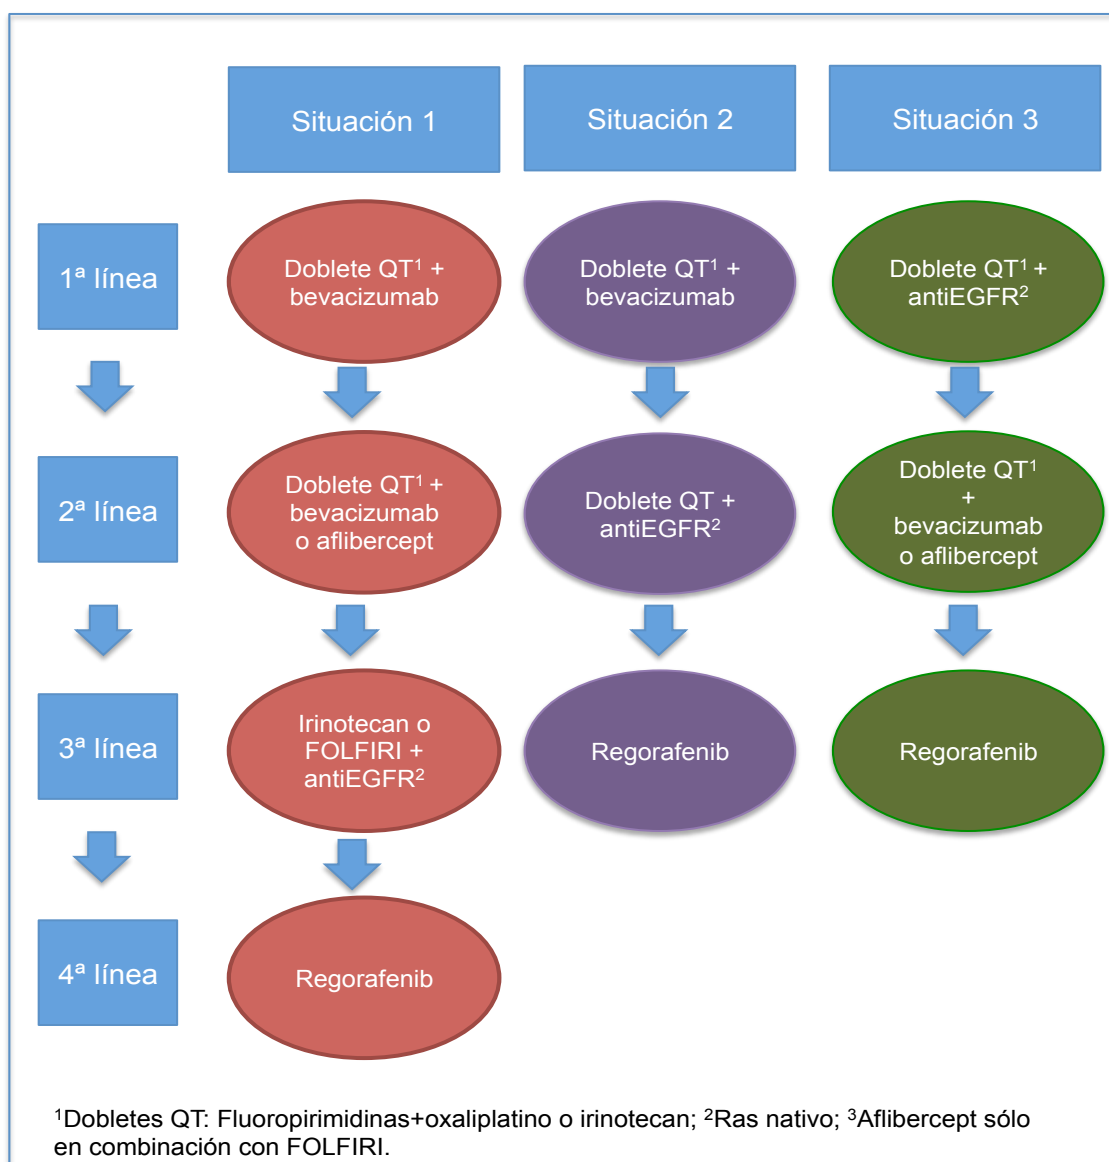 Situación 1
Situación 2
Situación 3
1ª línea
Doblete QT¹ +
bevacizumab
Doblete QT¹ +
bevacizumab
Doblete QT¹ +
antiEGFR²
2ª línea
Doblete QT¹ +
bevacizumab
o aflibercept
Doblete QT +
antiEGFR²
Doblete QT¹
+
bevacizumab
o aflibercept
3ª línea
Irinotecan o
FOLFIRI +
antiEGFR²
Regorafenib
Regorafenib
4ª línea
Regorafenib
¹Dobletes QT: Fluoropirimidinas+oxaliplatino o irinotecan; ²Ras nativo; ³Aflibercept sólo
en combinación con FOLFIRI.